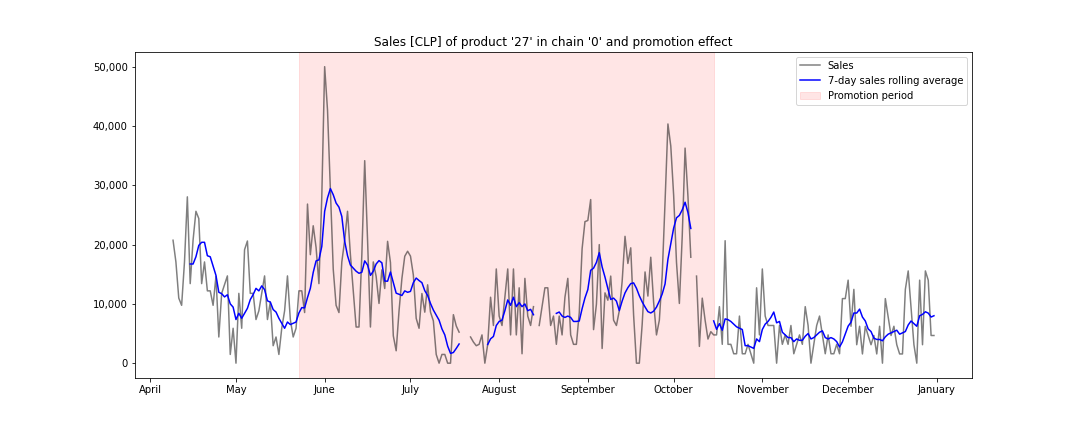 Sales [CLP] of product '27' in chain '0' and promotion effect
50,000
40,000
30,000
20,000
10,000
0
Sales
7-day sales rolling average
Promotion period
April May June July August September October November December January